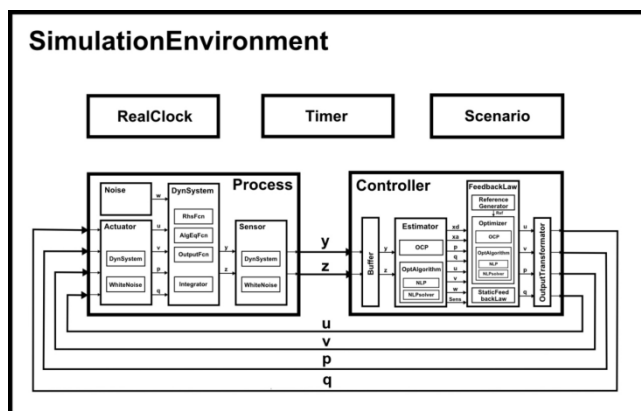 SimulationEnvironment
RealClock
Timer
Scenario
Process
Noise
DynSystem
w
RhsFcn
AlgEqFcn
OutputFcn
Integrator
Actuator
DynSystem
WhiteNoise
u
v
p
q
y
z
Sensor
DynSystem
WhiteNoise
y
z
Controller
Buffer
y
z
Estimator
OCP
OptAlgorithm
NLP
NLPsolver
xd
xa
p
q
u
v
w
Sens
FeedbackLaw
Reference
Generator
Ref
Optimizer
OCP
OptAlgorithm
NLP
NLPsolver
StaticFeed
backLaw
u
v
p
q
OutputTransformator
u
v
p
q